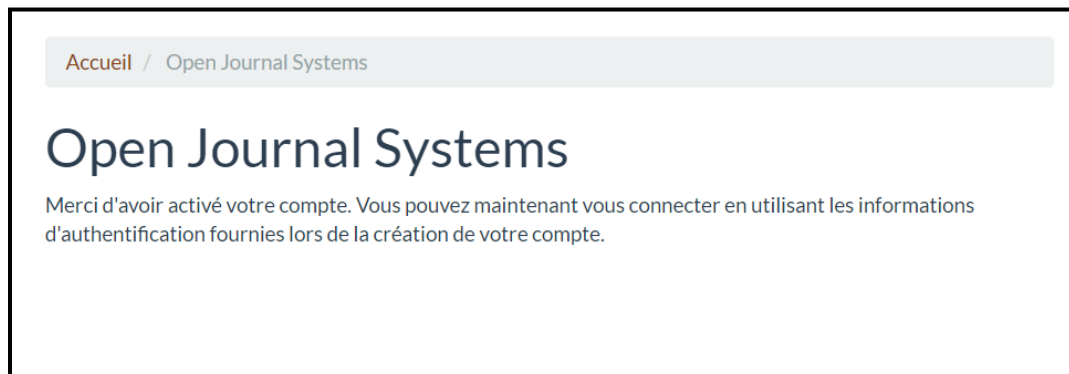 Accueil / Open Journal Systems
Open Journal Systems
Merci d'avoir activé votre compte. Vous pouvez maintenant vous connecter en utilisant les informations
d'authentification fournies lors de la création de votre compte.